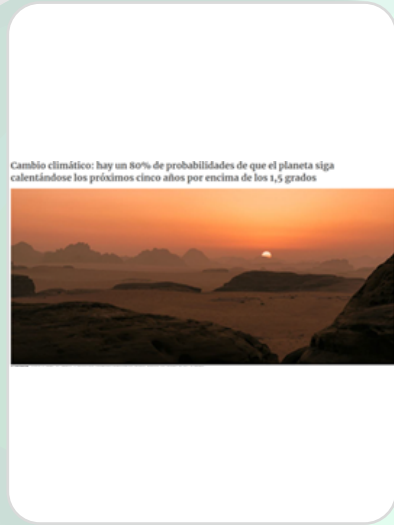 Cambio climático: hay un 80% de probabilidades de que el planeta siga
calentándose los próximos cinco años por encima de los 1,5 grados